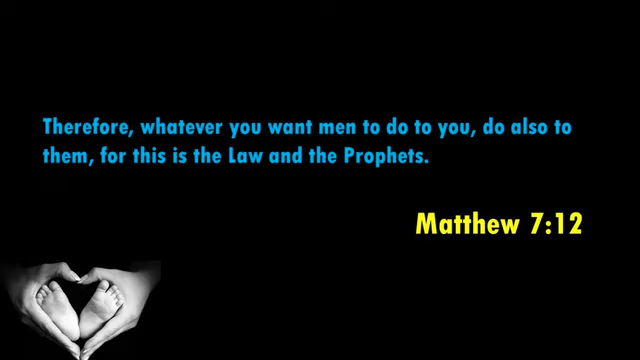 Therefore, whatever you want men to do to you, do also to
them, for this is the Law and the Prophets.
Matthew 7:12